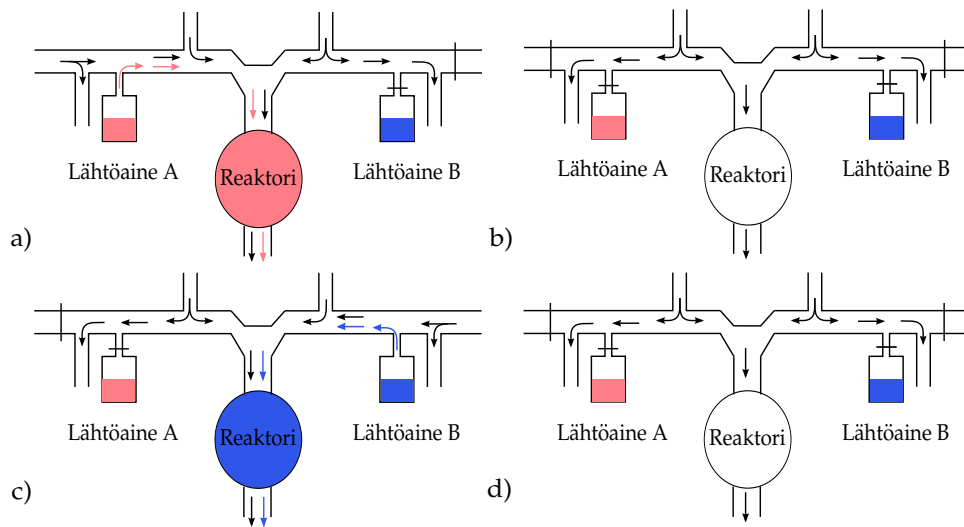 Lähtöaine A
Reaktori
Lähtöaine B
a)
Lähtöaine A
Reaktori
Lähtöaine B
b)
Lähtöaine A
Reaktori
Lähtöaine B
c)
Lähtöaine A
Reaktori
Lähtöaine B
d)